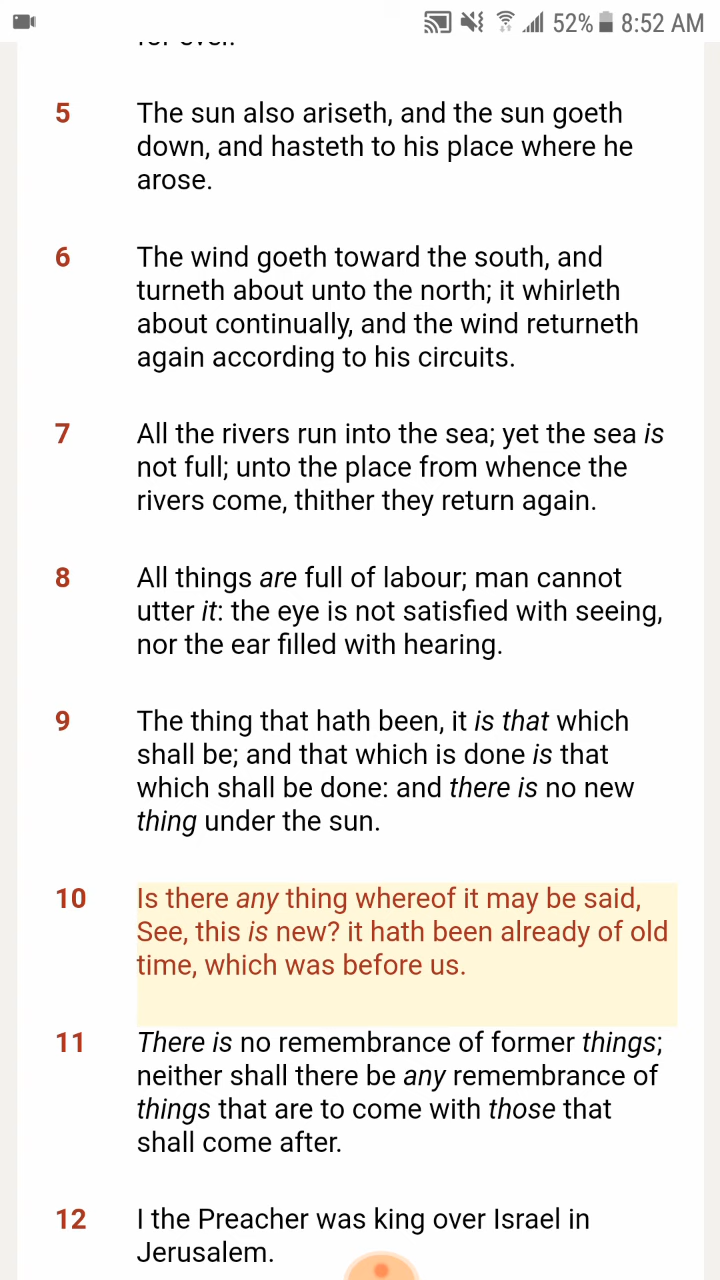 52% 8:52 AM
for ever.
5 The sun also ariseth, and the sun goeth
down, and hasteth to his place where he
arose.
6 The wind goeth toward the south, and
turneth about unto the north; it whirleth
about continually, and the wind returneth
again according to his circuits.
7 All the rivers run into the sea; yet the sea is
not full; unto the place from whence the
rivers come, thither they return again.
8 All things are full of labour; man cannot
utter it: the eye is not satisfied with seeing,
nor the ear filled with hearing.
9 The thing that hath been, it is that which
shall be; and that which is done is that
which shall be done: and there is no new
thing under the sun.
10 Is there any thing whereof it may be said,
See, this is new? it hath been already of old
time, which was before us.
11 There is no remembrance of former things;
neither shall there be any remembrance of
things that are to come with those that
shall come after.
12 I the Preacher was king over Israel in
Jerusalem.